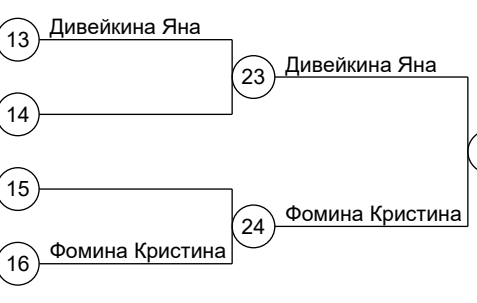 13 Дивейкина Яна
23 Дивейкина Яна
14
15
24 Фомина Кристина
16 Фомина Кристина